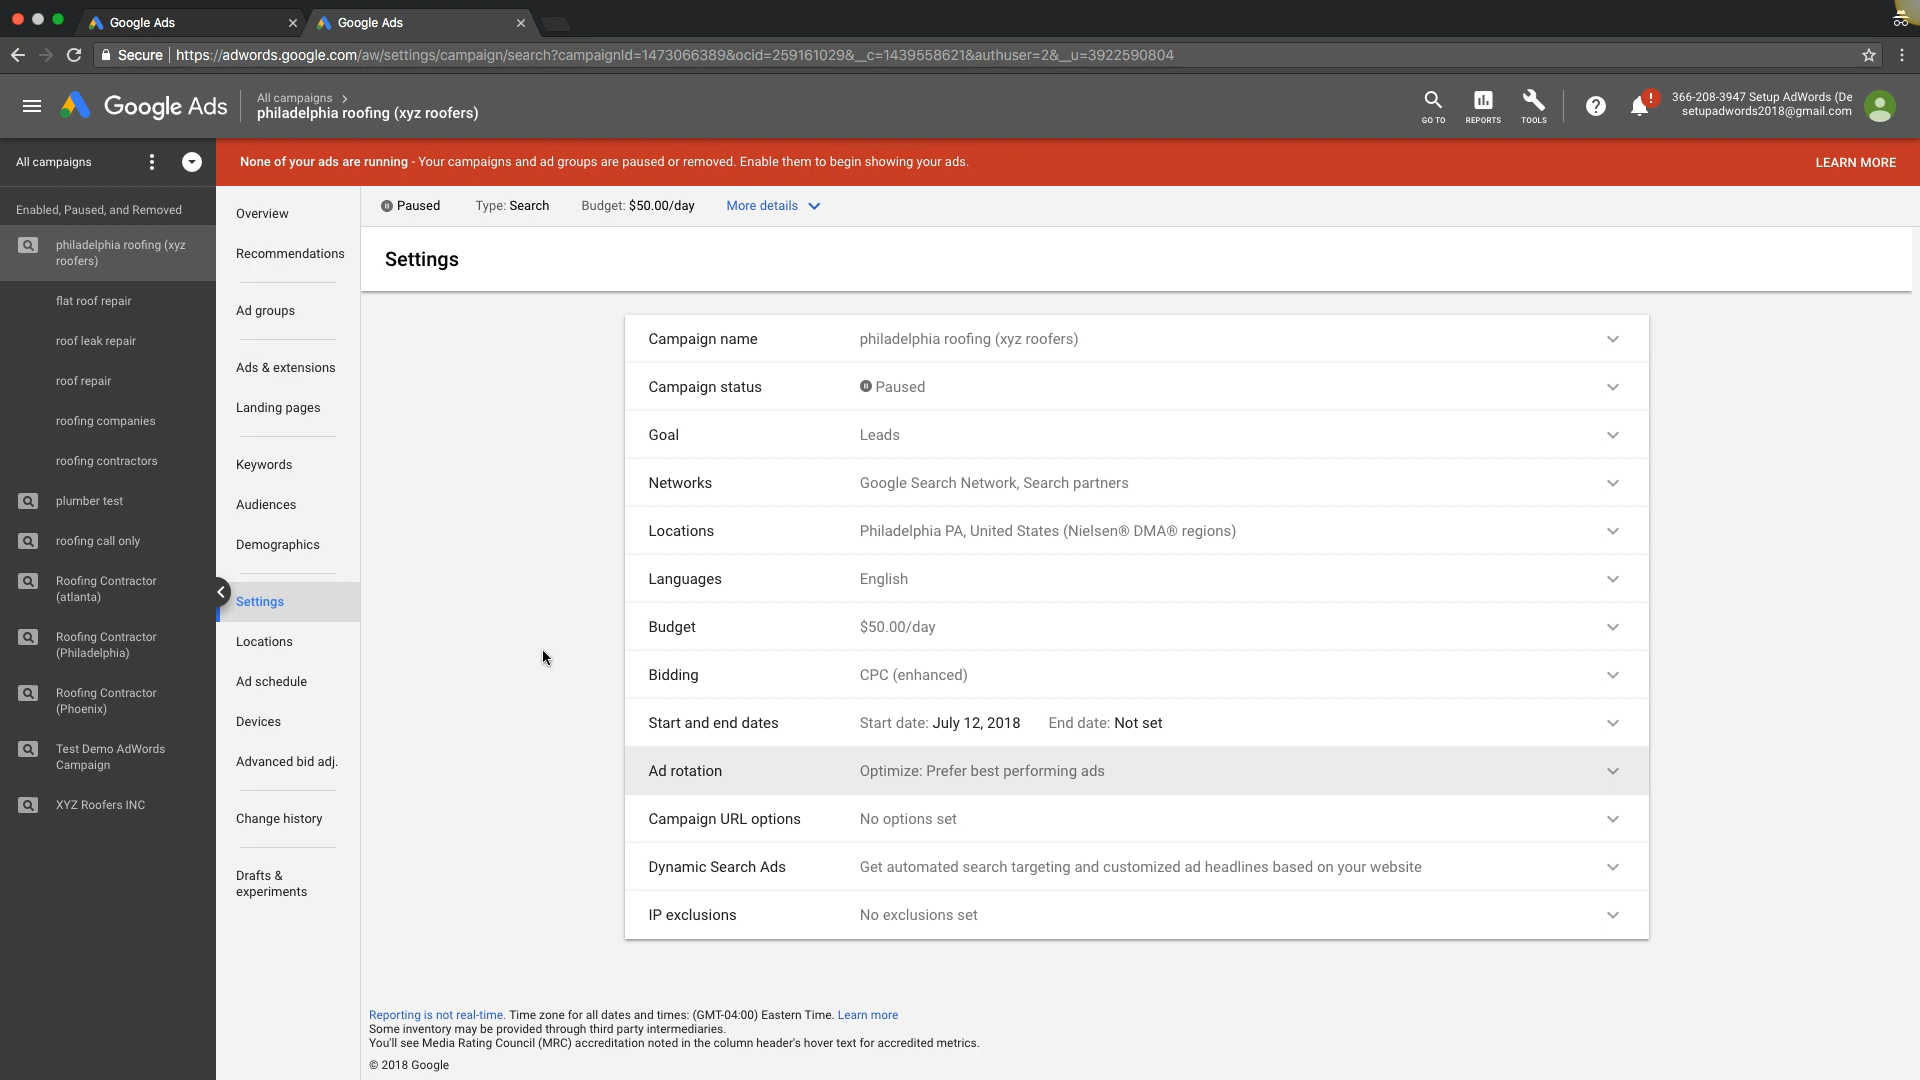 Google Ads
Google Ads
Secure
https://adwords.google.com/aw/settings/campaign/search?campaignId=1473066389&ocid=259161029&__c=1439558621&authuser=2&__u=3922590804
Google Ads
All campaigns
philadelphia roofing (xyz roofers)
GO TO
REPORTS
TOOLS
366-208-3947 Setup AdWords (De
setupadwords2018@gmail.com
All campaigns
None of your ads are running - Your campaigns and ad groups are paused or removed. Enable them to begin showing your ads.
LEARN MORE
Enabled, Paused, and Removed
philadelphia roofing (xyz
roofers)
flat roof repair
roof leak repair
roof repair
roofing companies
roofing contractors
plumber test
roofing call only
Roofing Contractor
(atlanta)
Roofing Contractor
(Philadelphia)
Roofing Contractor
(Phoenix)
Test Demo AdWords
Campaign
XYZ Roofers INC
Overview
Recommendations
Ad groups
Ads & extensions
Landing pages
Keywords
Audiences
Demographics
Settings
Locations
Ad schedule
Devices
Advanced bid adj.
Change history
Drafts &
experiments
Paused
Type: Search
Budget: $50.00/day
More details
Settings
Campaign name philadelphia roofing (xyz roofers)
Campaign status Paused
Goal Leads
Networks Google Search Network, Search partners
Locations Philadelphia PA, United States (Nielsen® DMA® regions)
Languages English
Budget $50.00/day
Bidding CPC (enhanced)
Start and end dates Start date: July 12, 2018 End date: Not set
Ad rotation Optimize: Prefer best performing ads
Campaign URL options No options set
Dynamic Search Ads Get automated search targeting and customized ad headlines based on your website
IP exclusions No exclusions set
Reporting is not real-time. Time zone for all dates and times: (GMT-04:00) Eastern Time. Learn more
Some inventory may be provided through third party intermediaries.
You'll see Media Rating Council (MRC) accreditation noted in the column header's hover text for accredited metrics.
© 2018 Google